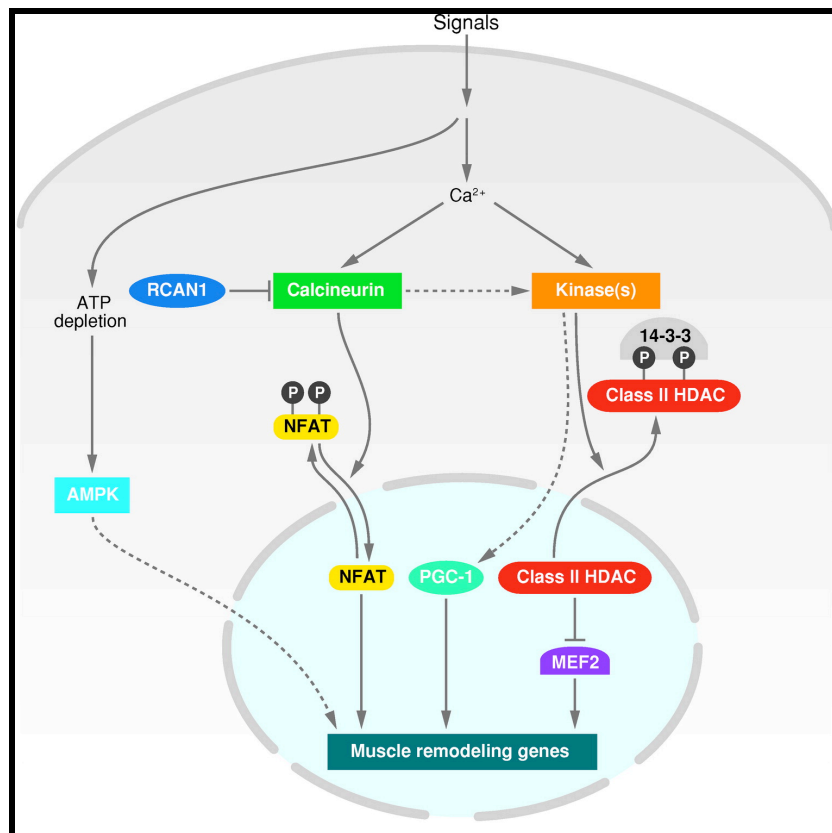 Signals
Ca²⁺
ATP
depletion
RCAN1
Calcineurin
Kinase(s)
14-3-3
P P
Class II HDAC
P P
NFAT
AMPK
NFAT
PGC-1
Class II HDAC
MEF2
Muscle remodeling genes